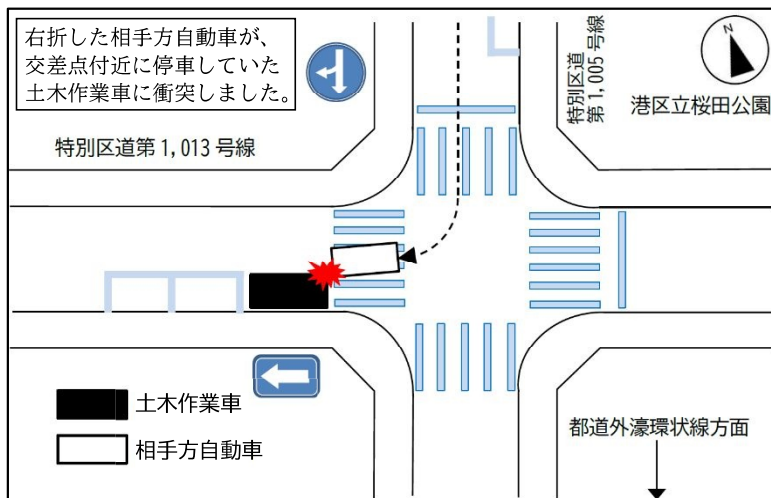 右折した相手方自動車が、
交差点付近に停車していた
土木作業車に衝突しました。
特別区道
第1,005号線
N
港区立桜田公園
特別区道第1,013号線
土木作業車
相手方自動車
都道外濠環状線方面